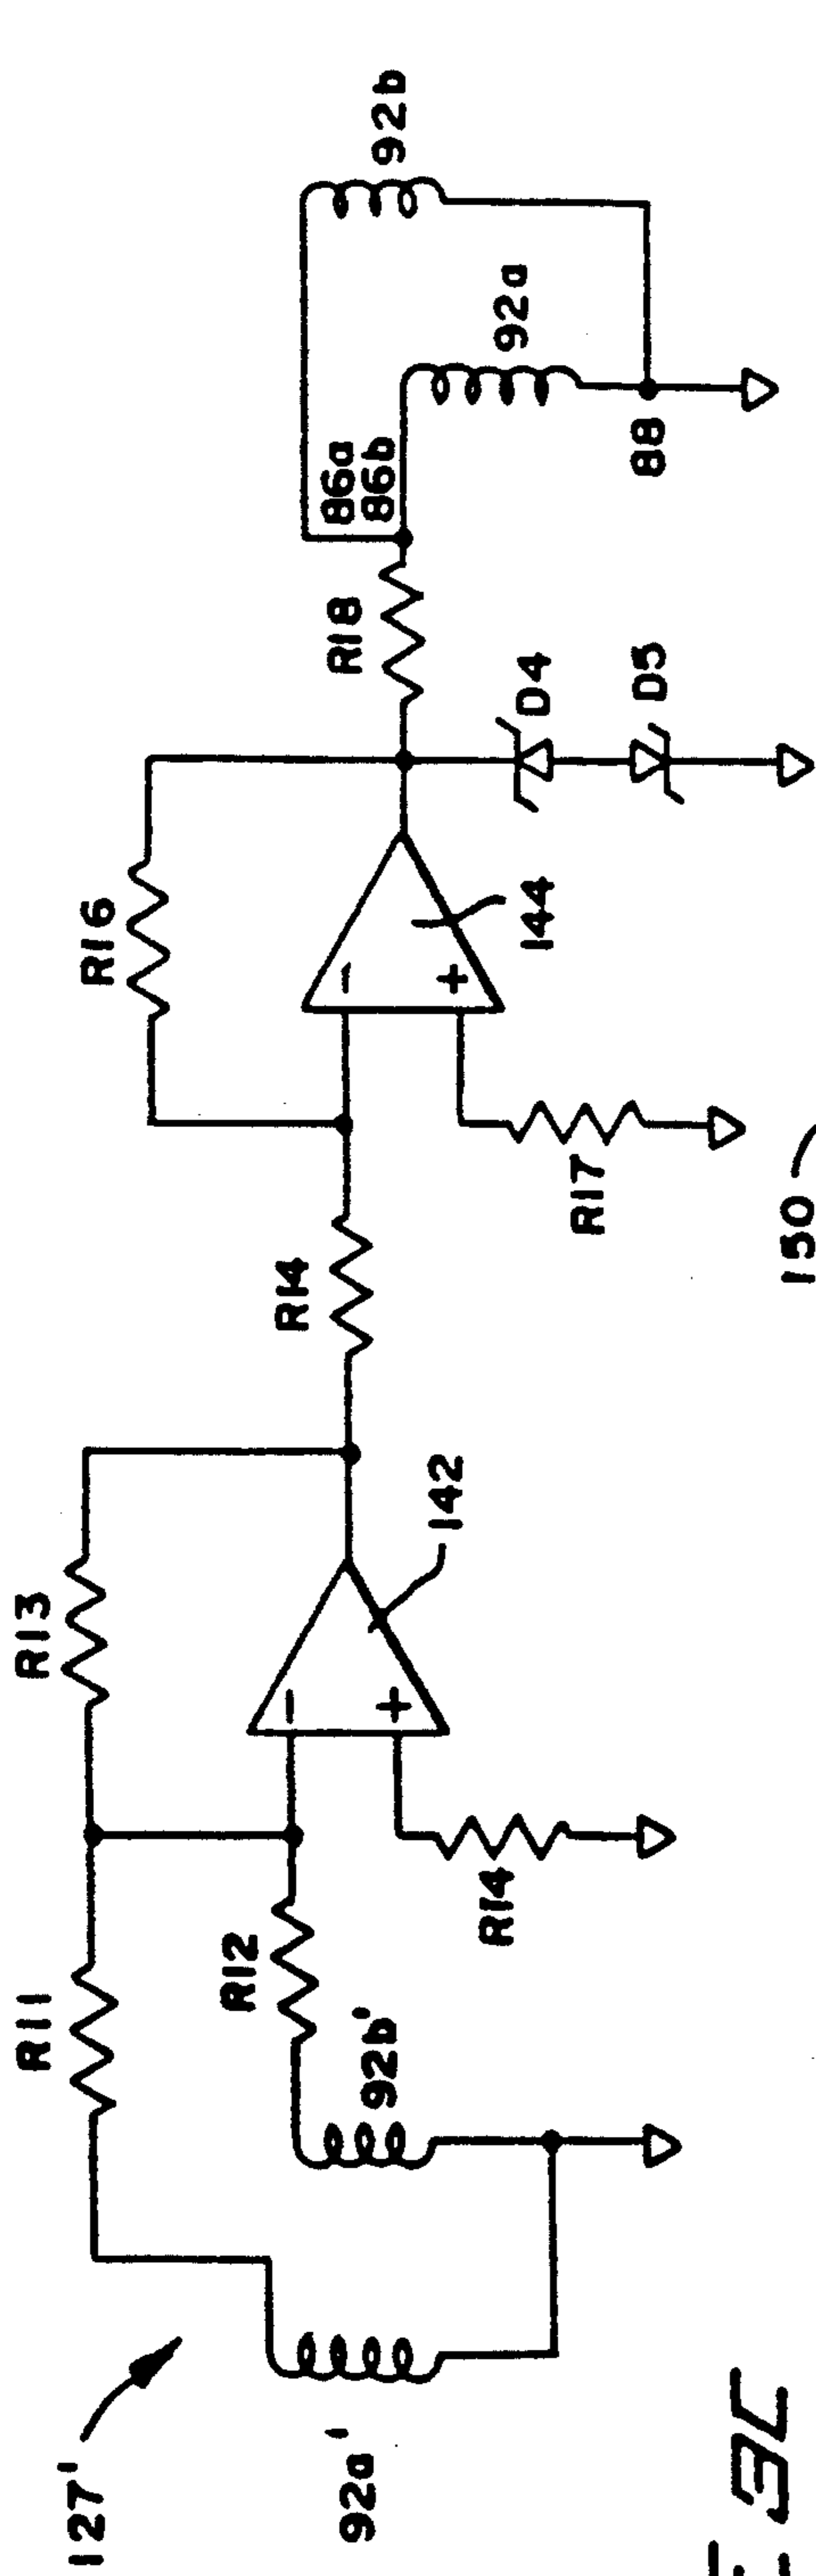 127'
92a'
R11
92b'
R12
R14
R13
−
+
142
R14
R16
−
+
144
R17
150
R18
D4
D5
86a
86b
92a
88
92b
3C